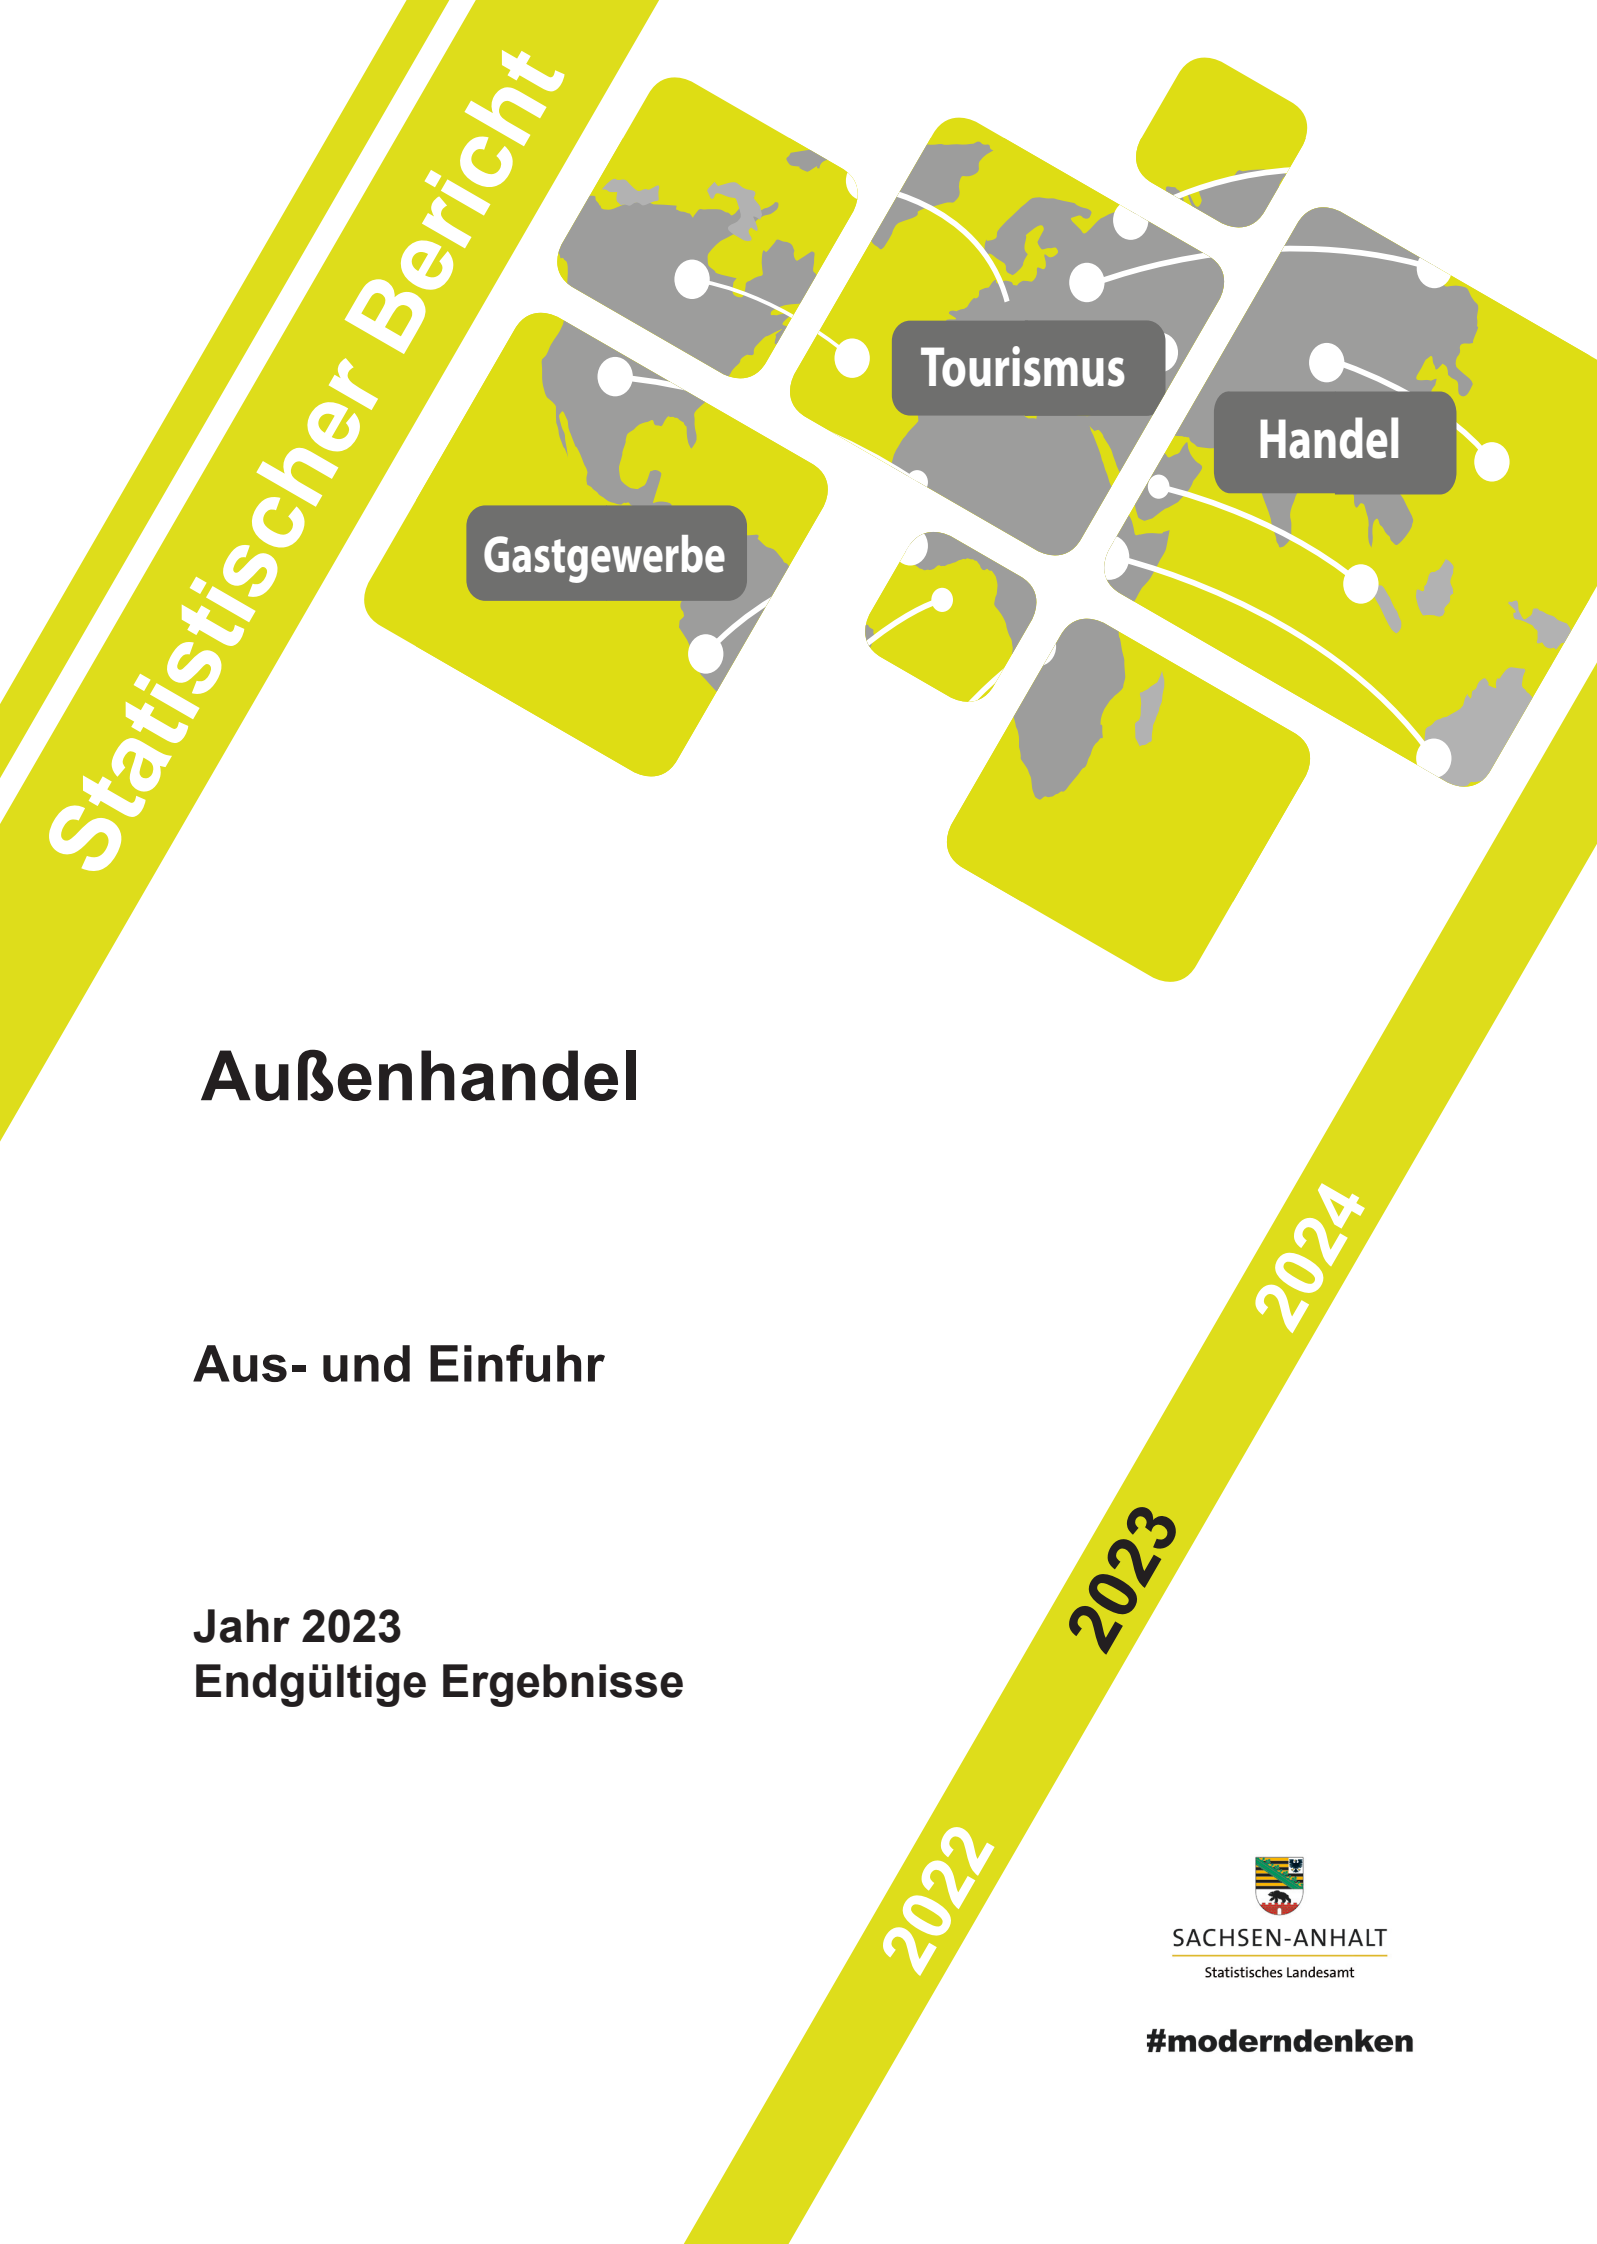 Statistischer Bericht
Tourismus
Handel
Gastgewerbe
Außenhandel
Aus- und Einfuhr
Jahr 2023
Endgültige Ergebnisse
2024
2023
2022
SACHSEN-ANHALT
Statistisches Landesamt
#moderndenken